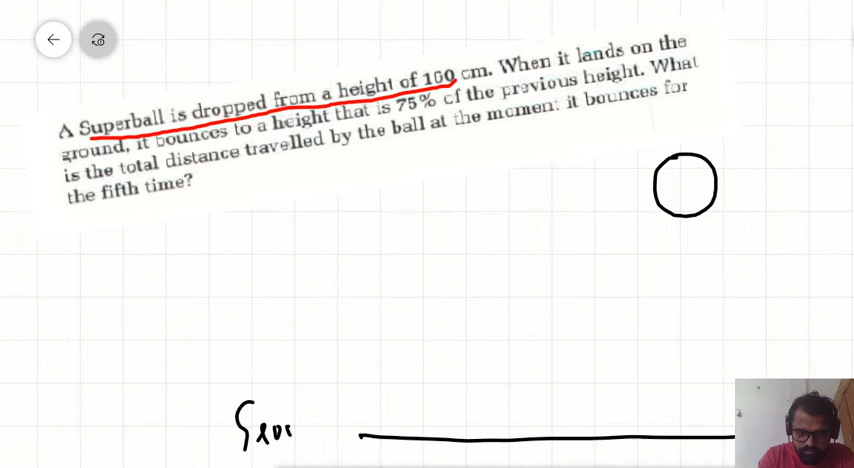 A Superball is dropped from a height of 160 cm. When it lands on the
ground, it bounces to a height that is 75% of the previous height. What
is the total distance travelled by the ball at the moment it bounces for
the fifth time?